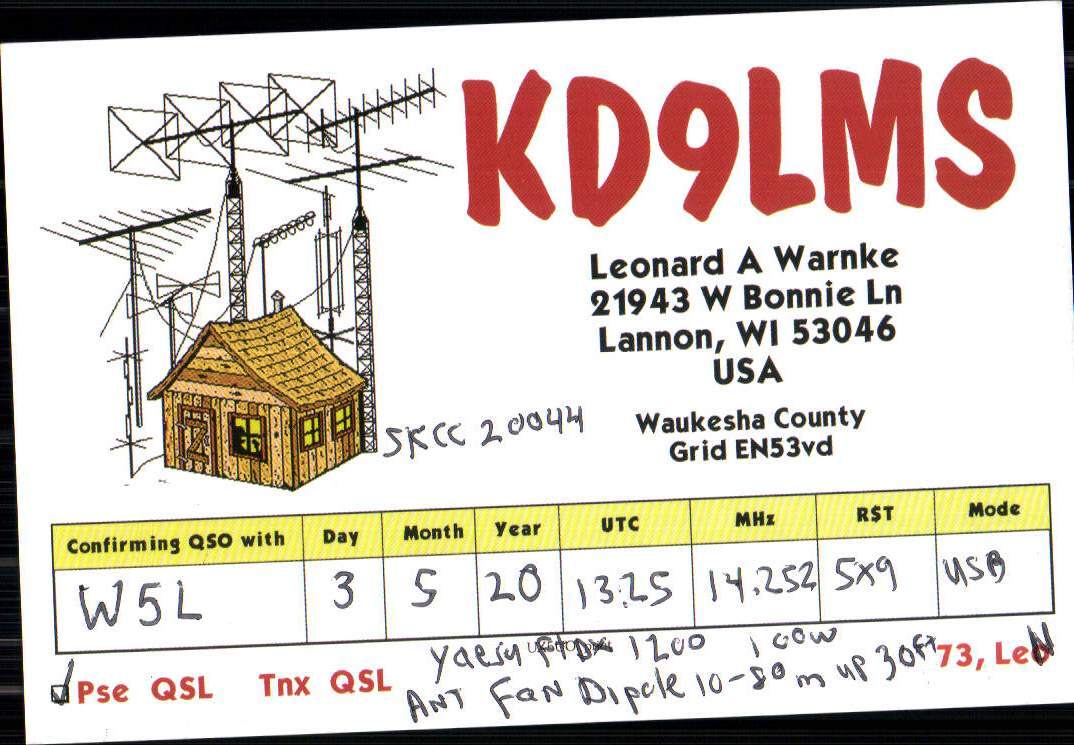 KD9LMS
Leonard A Warnke
21943 W Bonnie Ln
Lannon, WI 53046
USA
SKCC 20044
Waukesha County
Grid EN53vd
Confirming QSO with Day Month Year UTC MHz R$T Mode
W5L 3 5 20 13:25 14.252 5x9 USB
Yaesu FTDX 1200 100W
Pse QSL Tnx QSL
ANT FAN Dipole 10-80 m up 30ft
73, Leo